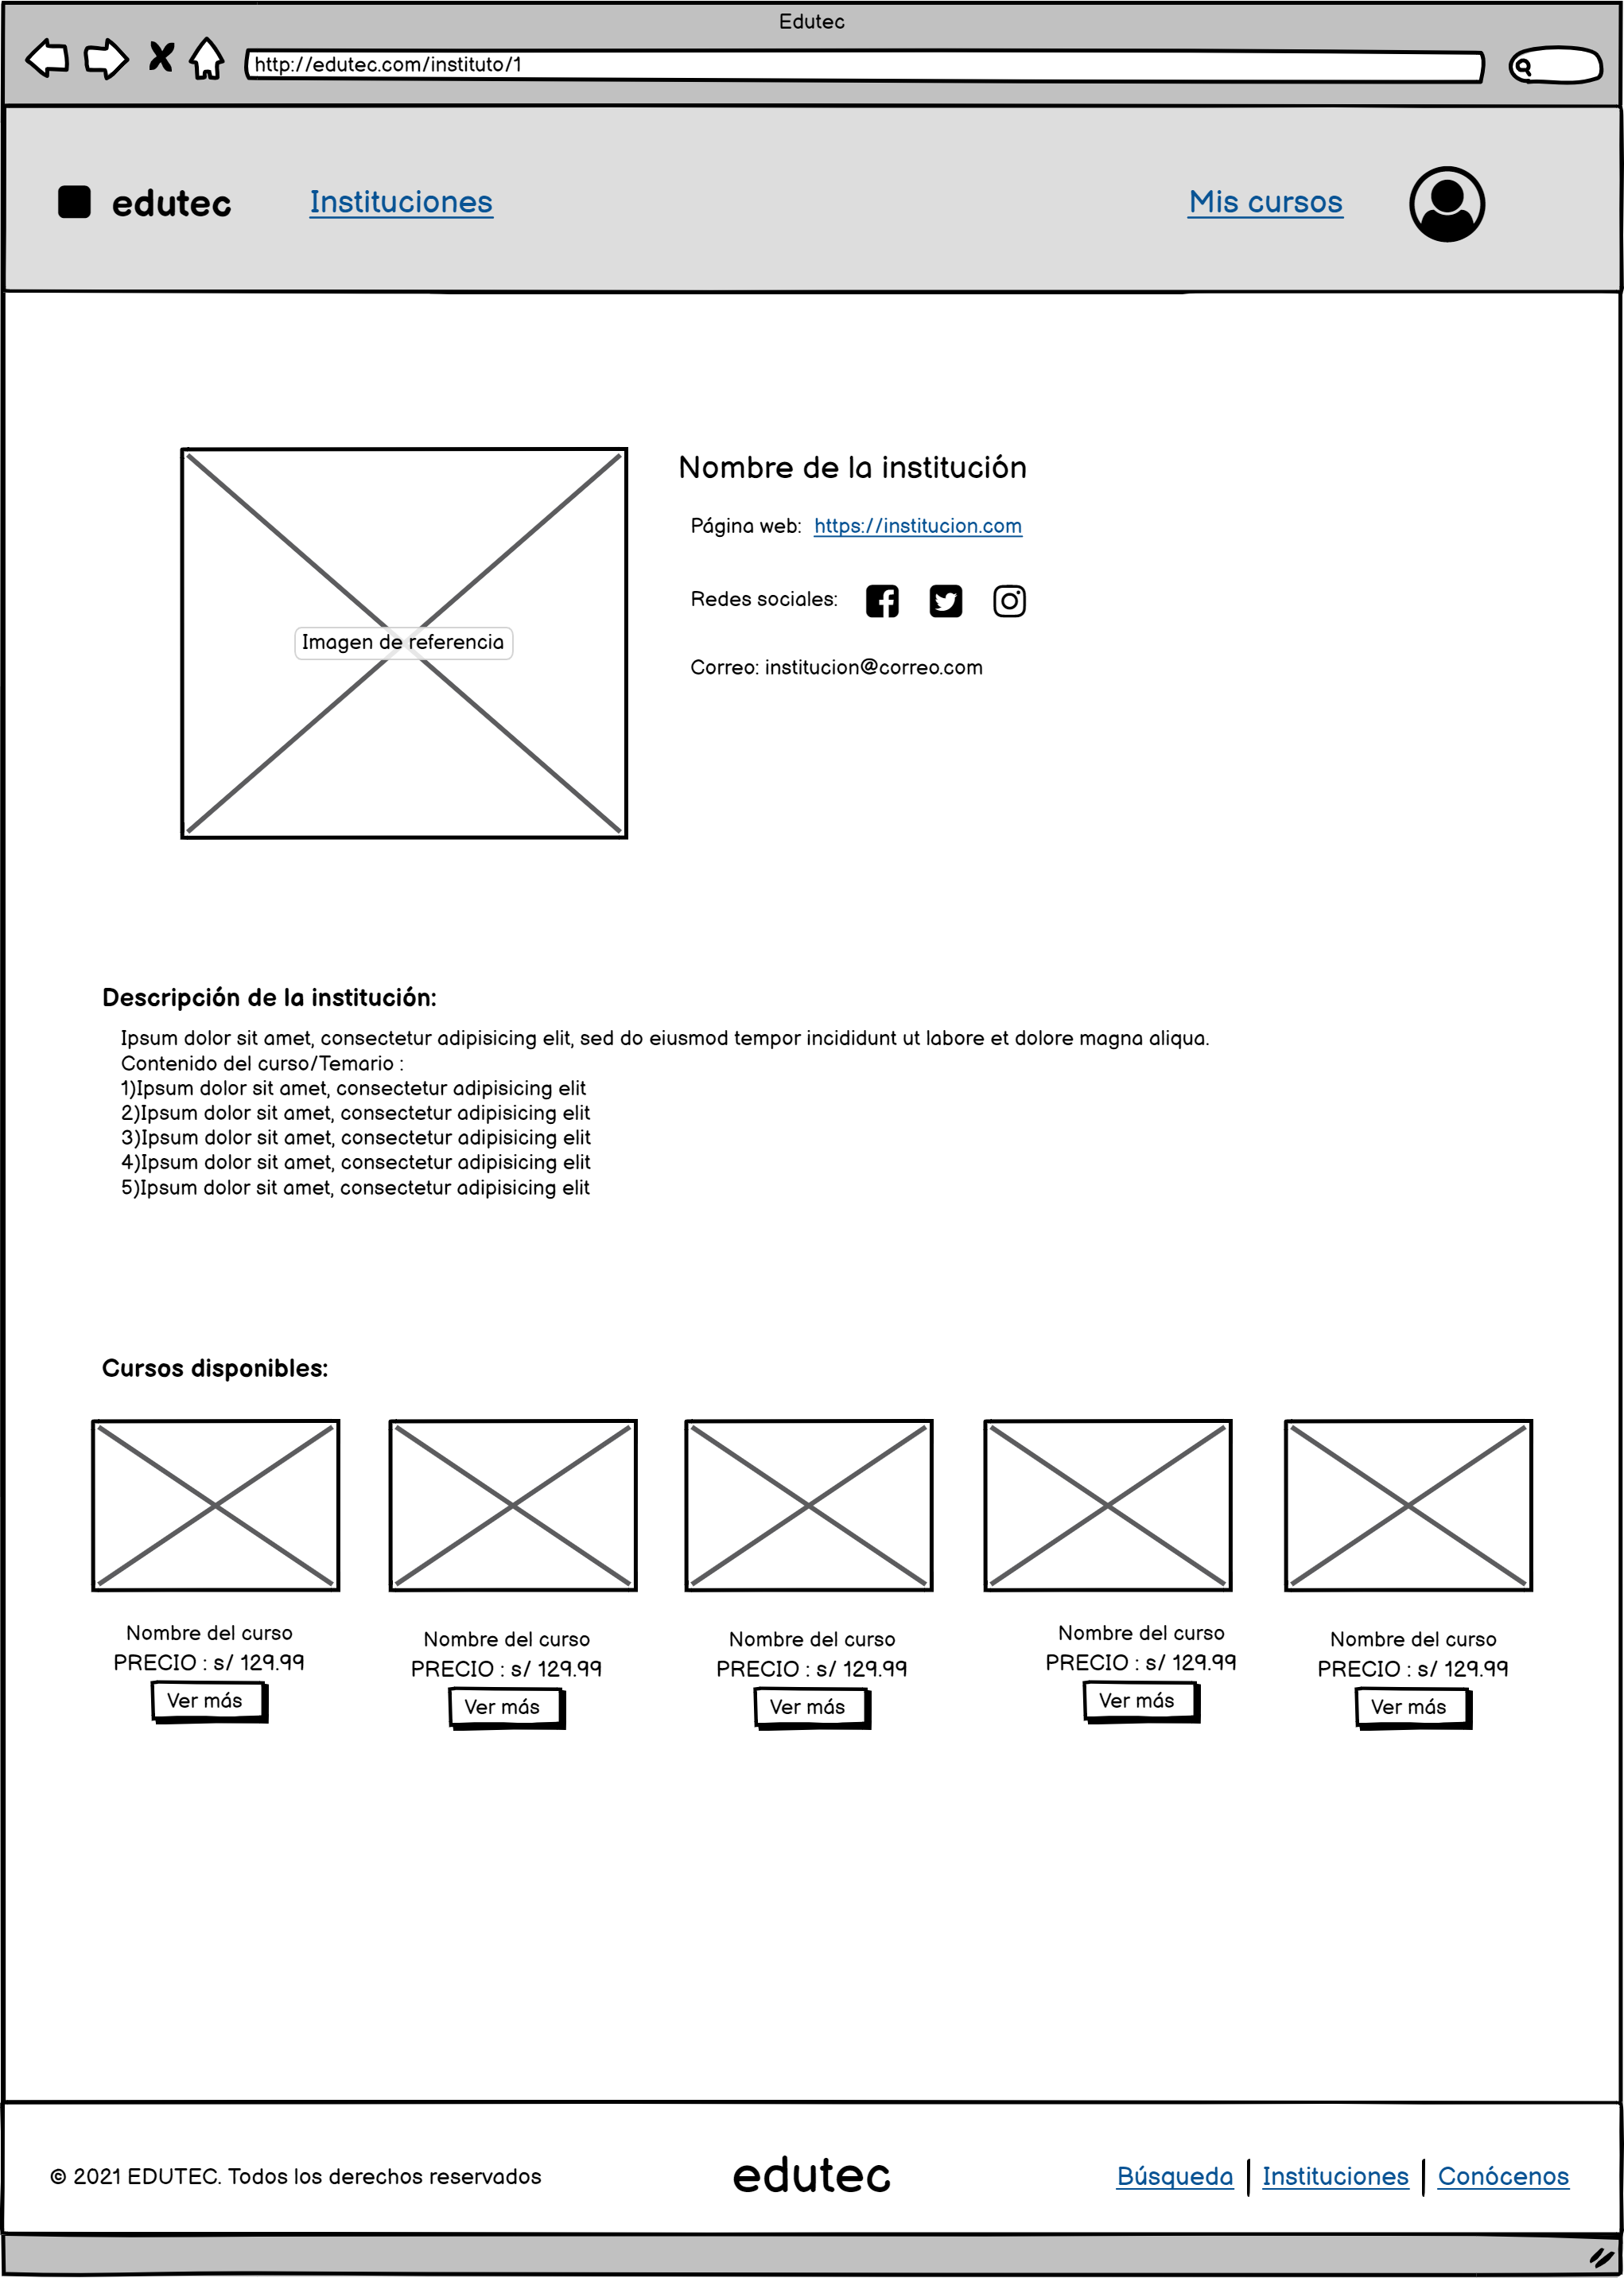 Edutec
http://edutec.com/instituto/1
edutec Instituciones Mis cursos
Nombre de la institución
Página web: https://institucion.com
Redes sociales:
Imagen de referencia
Correo: institucion@correo.com
Descripción de la institución:
Ipsum dolor sit amet, consectetur adipisicing elit, sed do eiusmod tempor incididunt ut labore et dolore magna aliqua.
Contenido del curso/Temario :
1)Ipsum dolor sit amet, consectetur adipisicing elit
2)Ipsum dolor sit amet, consectetur adipisicing elit
3)Ipsum dolor sit amet, consectetur adipisicing elit
4)Ipsum dolor sit amet, consectetur adipisicing elit
5)Ipsum dolor sit amet, consectetur adipisicing elit
Cursos disponibles:
Nombre del curso Nombre del curso Nombre del curso Nombre del curso Nombre del curso
PRECIO : s/ 129.99 PRECIO : s/ 129.99 PRECIO : s/ 129.99 PRECIO : s/ 129.99 PRECIO : s/ 129.99
Ver más Ver más Ver más Ver más Ver más
© 2021 EDUTEC. Todos los derechos reservados edutec Búsqueda | Instituciones | Conócenos